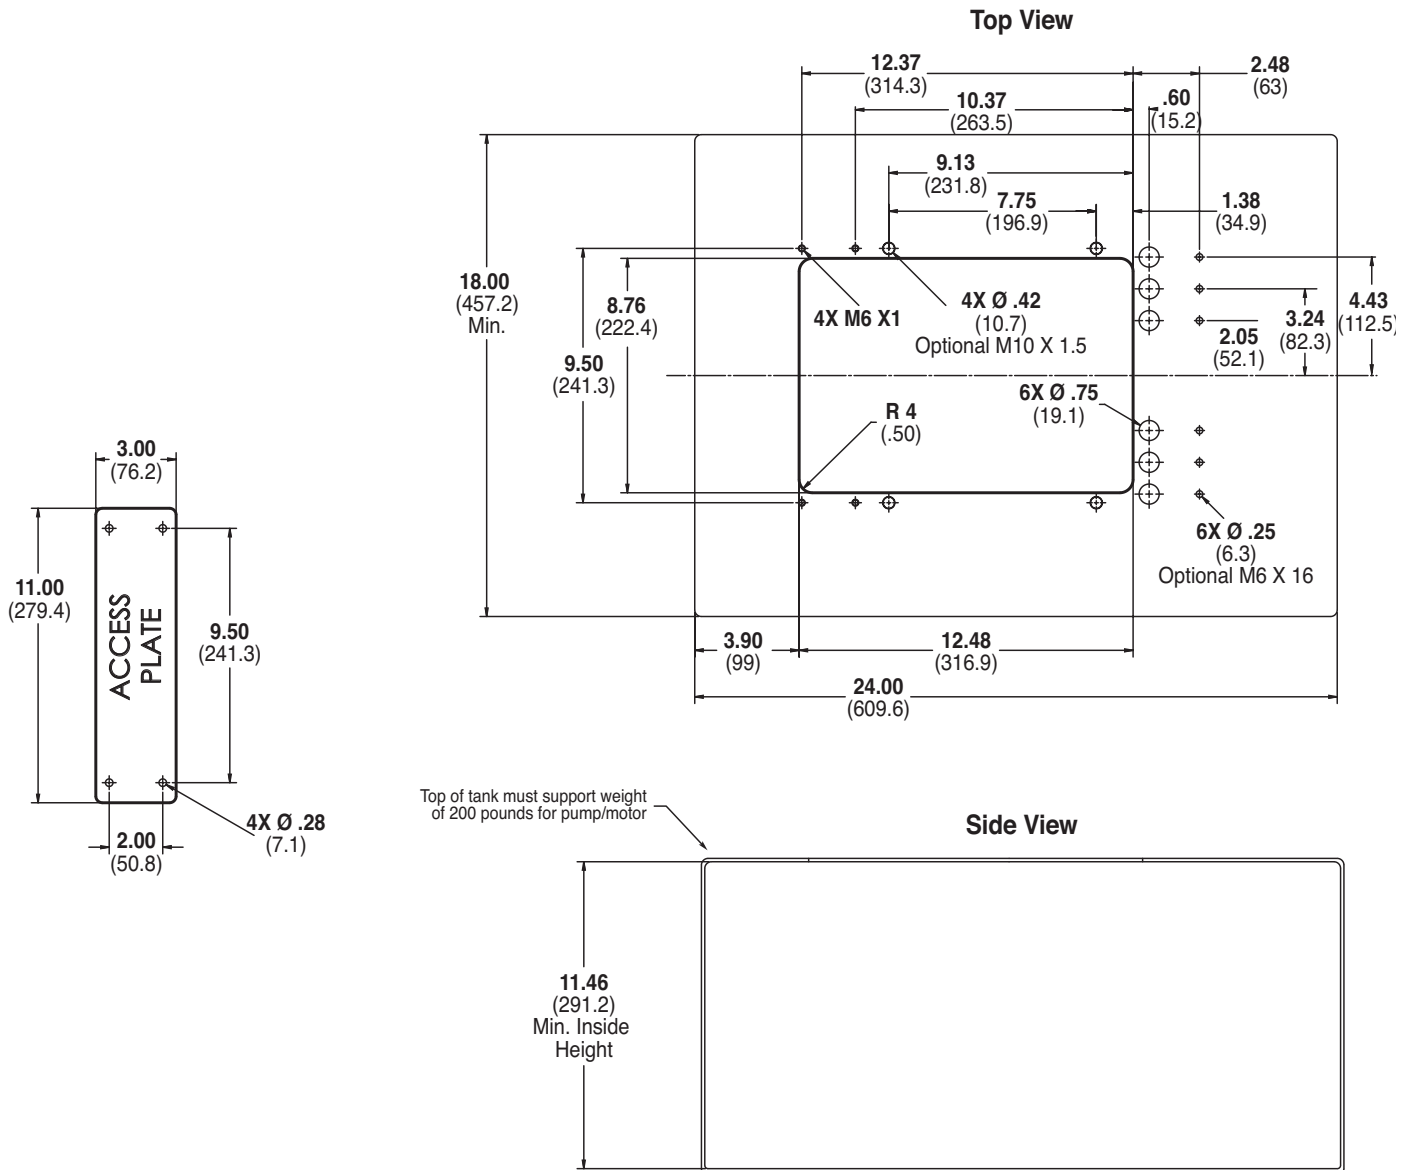 Top View
12.37
(314.3)
2.48
(63)
10.37
(263.5)
.60
(15.2)
9.13
(231.8)
7.75
(196.9)
1.38
(34.9)
18.00
(457.2)
Min.
8.76
(222.4)
4X M6 X1
4X Ø .42
(10.7)
Optional M10 X 1.5
4.43
(112.5)
3.24
(82.3)
2.05
(52.1)
9.50
(241.3)
R 4
(.50)
6X Ø .75
(19.1)
6X Ø .25
(6.3)
Optional M6 X 16
3.90
(99)
12.48
(316.9)
24.00
(609.6)
3.00
(76.2)
11.00
(279.4)
ACCESS
PLATE
9.50
(241.3)
4X Ø .28
(7.1)
2.00
(50.8)
Top of tank must support weight
of 200 pounds for pump/motor
Side View
11.46
(291.2)
Min. Inside
Height